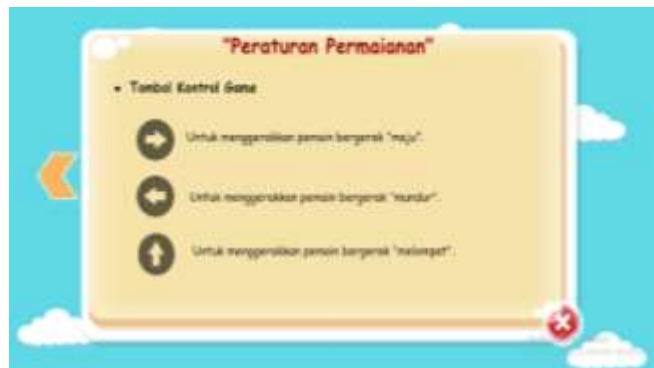 "Peraturan Permaianan"
• Tombol Kontrol Game
Untuk menggerakkan pemain bergerak "maju".
Untuk menggerakkan pemain bergerak "mundur".
Untuk menggerakkan pemain bergerak "melompat".